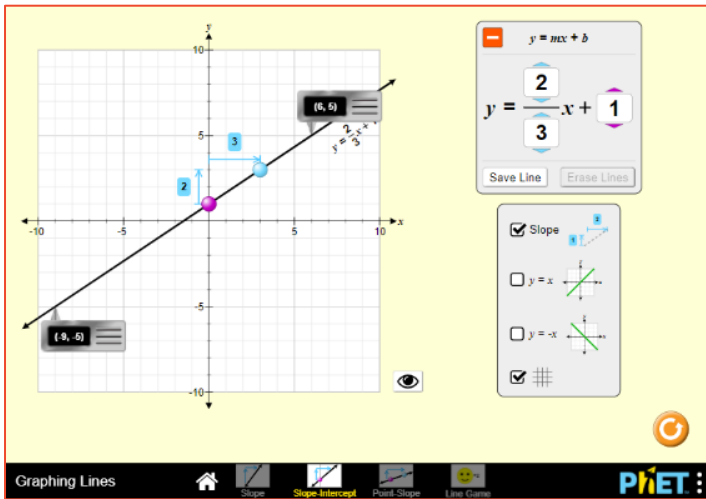 y
10
5
-5
-10
-10
-5
5
10
x
(6, 5)
y = 2/3 x +
3
2
(-9, -5)
y = mx + b
y = 2/3 x + 1
Save Line
Erase Lines
Slope
y = x
y = -x
Graphing Lines
Slope
Slope-Intercept
Point-Slope
Line Game
PhET